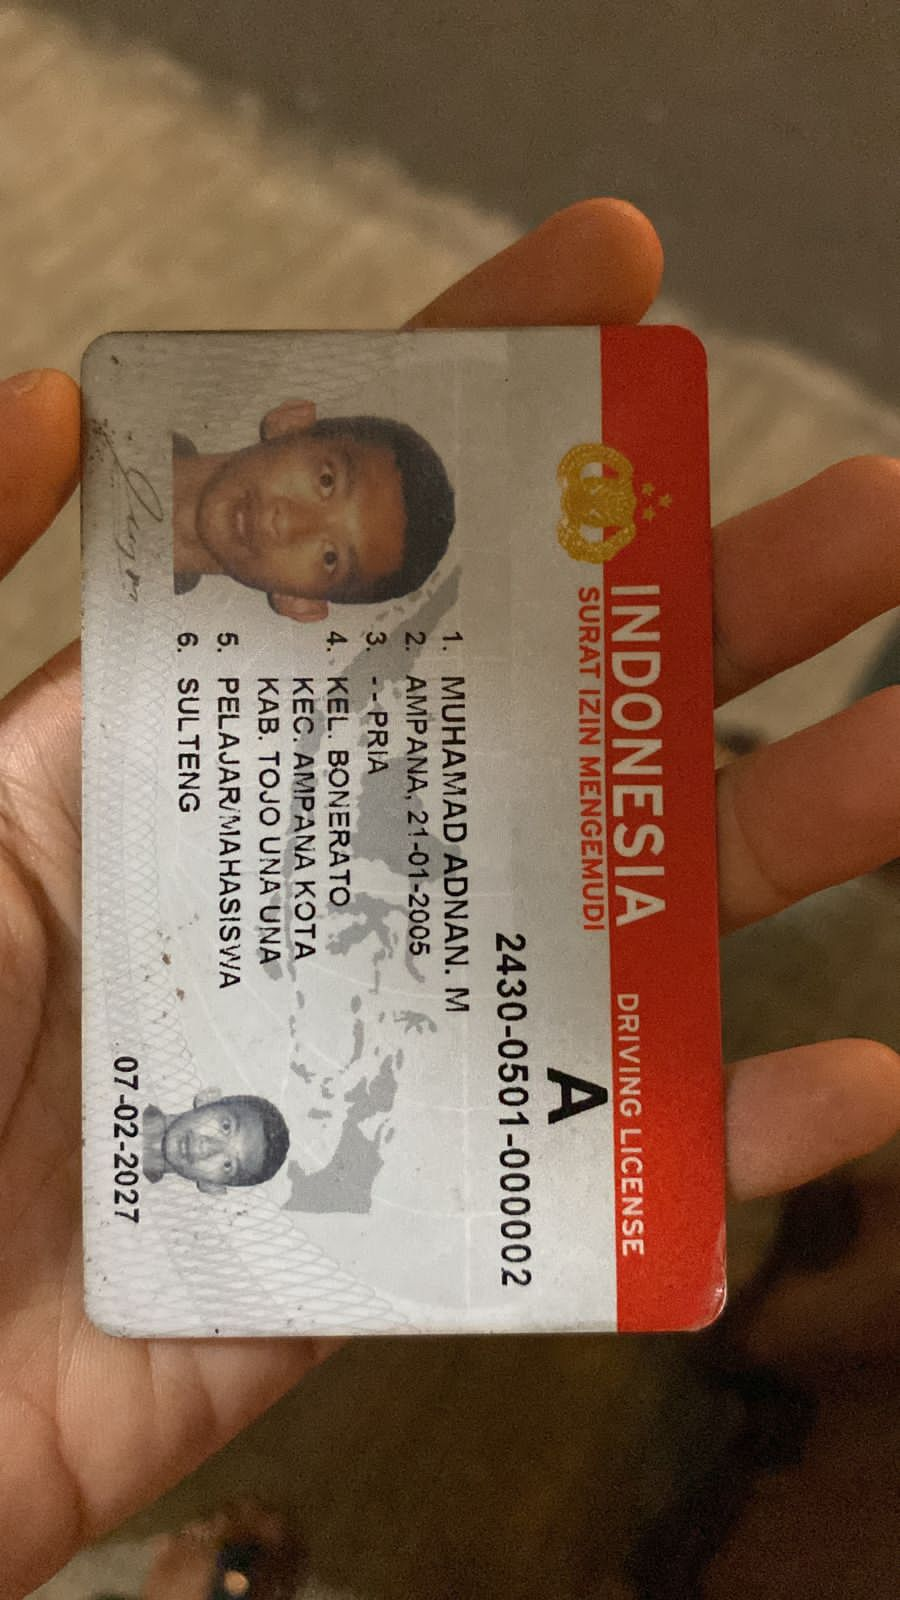 INDONESIA DRIVING LICENSE
SURAT IZIN MENGEMUDI
A
2430-0501-000002
1. MUHAMAD ADNAN. M
2. AMPANA, 21-01-2005
3. - - PRIA
4. KEL. BONERATO
KEC. AMPANA KOTA
KAB. TOJO UNA UNA
5. PELAJAR/MAHASISWA
6. SULTENG
07-02-2027